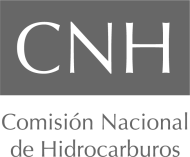 CNH
Comisión Nacional
de Hidrocarburos